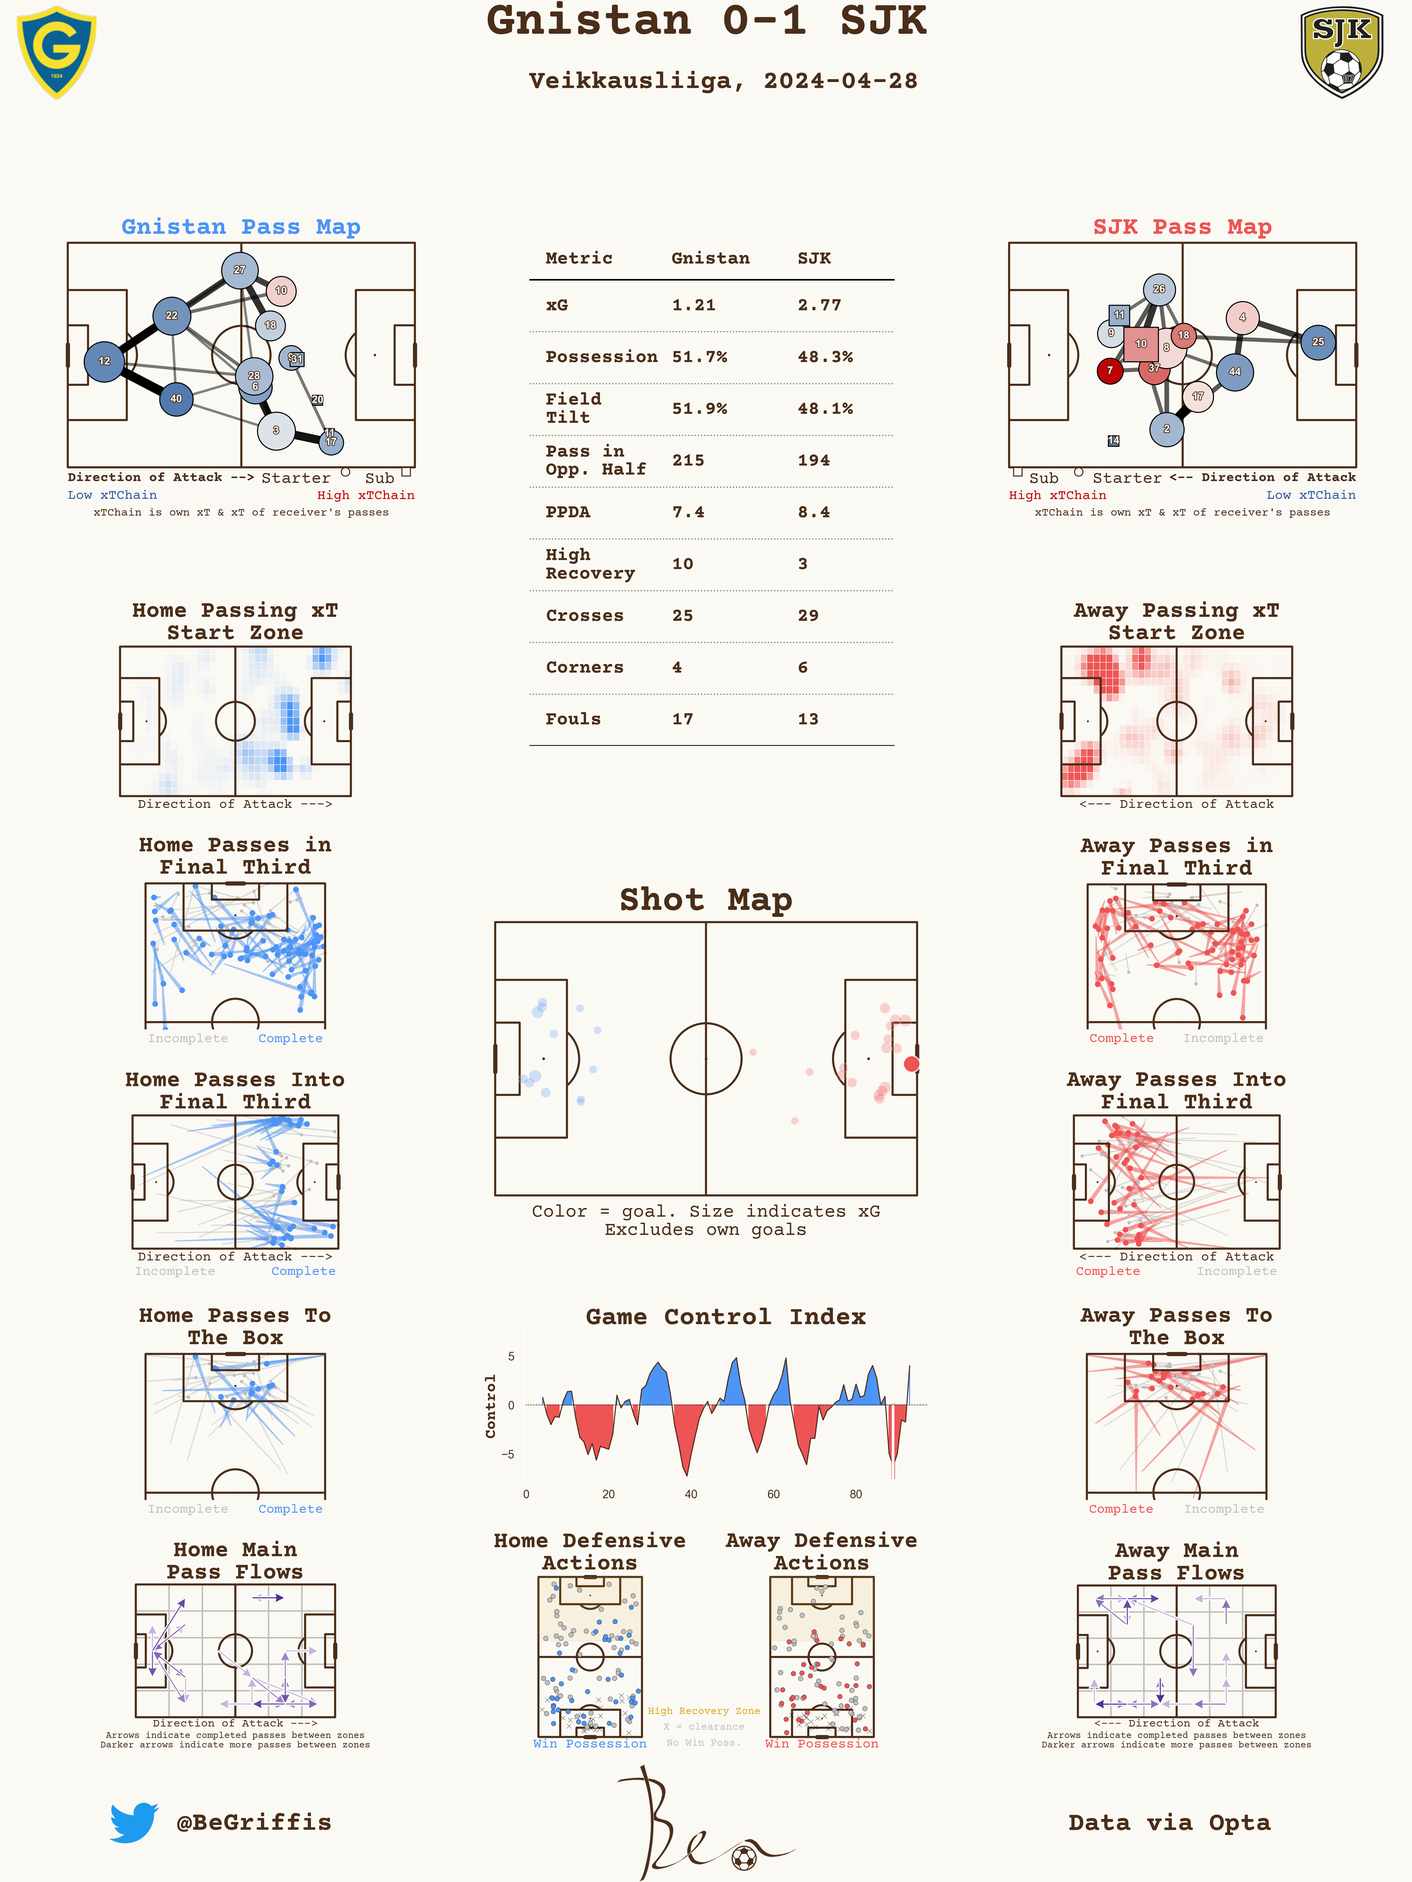 Gnistan 0-1 SJK
Veikkausliiga, 2024-04-28
G
1924
SJK
Gnistan Pass Map
27
10
22
18
12
31
28
6
20
40
3
11
17
Direction of Attack --> Starter Sub
Low xTChain High xTChain
xTChain is own xT & xT of receiver's passes
Metric Gnistan SJK
xG 1.21 2.77
Possession 51.7% 48.3%
Field
Tilt 51.9% 48.1%
Pass in
Opp. Half 215 194
PPDA 7.4 8.4
High
Recovery 10 3
Crosses 25 29
Corners 4 6
Fouls 17 13
SJK Pass Map
26
11
4
9
18
10
8
25
7
37
44
17
2
14
Sub Starter <-- Direction of Attack
High xTChain Low xTChain
xTChain is own xT & xT of receiver's passes
Home Passing xT
Start Zone
Direction of Attack --->
Away Passing xT
Start Zone
<--- Direction of Attack
Home Passes in
Final Third
Incomplete Complete
Away Passes in
Final Third
Complete Incomplete
Shot Map
Color = goal. Size indicates xG
Excludes own goals
Home Passes Into
Final Third
Direction of Attack --->
Incomplete Complete
Away Passes Into
Final Third
<--- Direction of Attack
Complete Incomplete
Home Passes To
The Box
Incomplete Complete
Game Control Index
Control
5
0
−5
0 20 40 60 80
Away Passes To
The Box
Complete Incomplete
Home Main
Pass Flows
Direction of Attack --->
Arrows indicate completed passes between zones
Darker arrows indicate more passes between zones
Home Defensive
Actions
Win Possession
Away Defensive
Actions
Win Possession
High Recovery Zone
X = clearance
No Win Poss.
Away Main
Pass Flows
<--- Direction of Attack
Arrows indicate completed passes between zones
Darker arrows indicate more passes between zones
@BeGriffis
Ben
Data via Opta